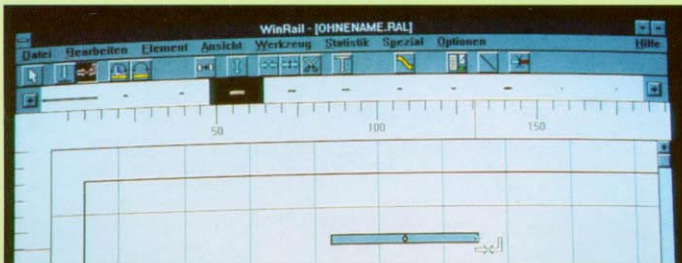 WinRail - [OHNENAME.RAL]
Datei Bearbeiten Element Ansicht Werkzeug Statistik Spezial Optionen Hilfe
50 100 150